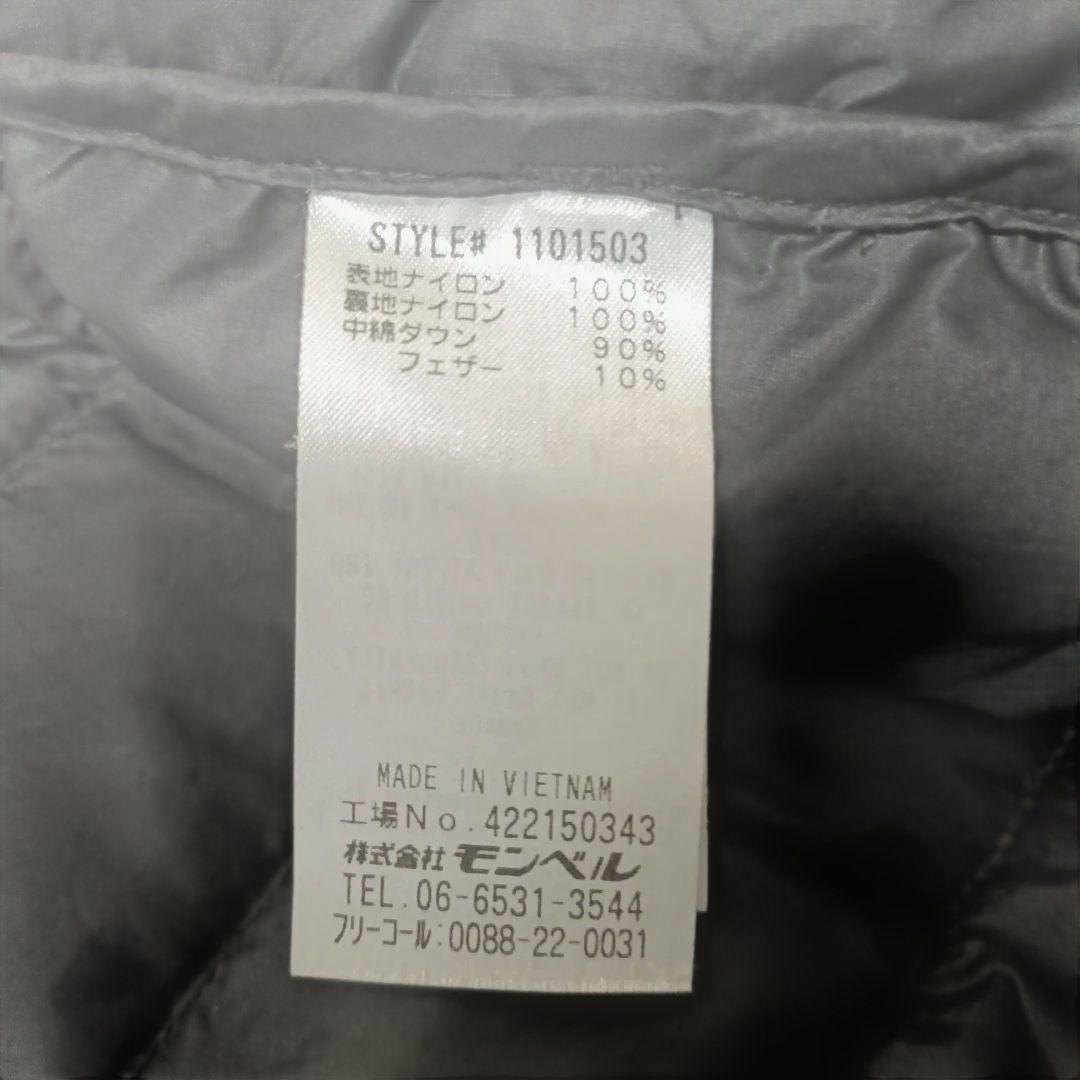 STYLE# 1101503
表地ナイロン 100%
裏地ナイロン 100%
中綿ダウン 90%
フェザー 10%
MADE IN VIETNAM
工場No.422150343
株式会社モンベル
TEL.06-6531-3544
フリーコール:0088-22-0031